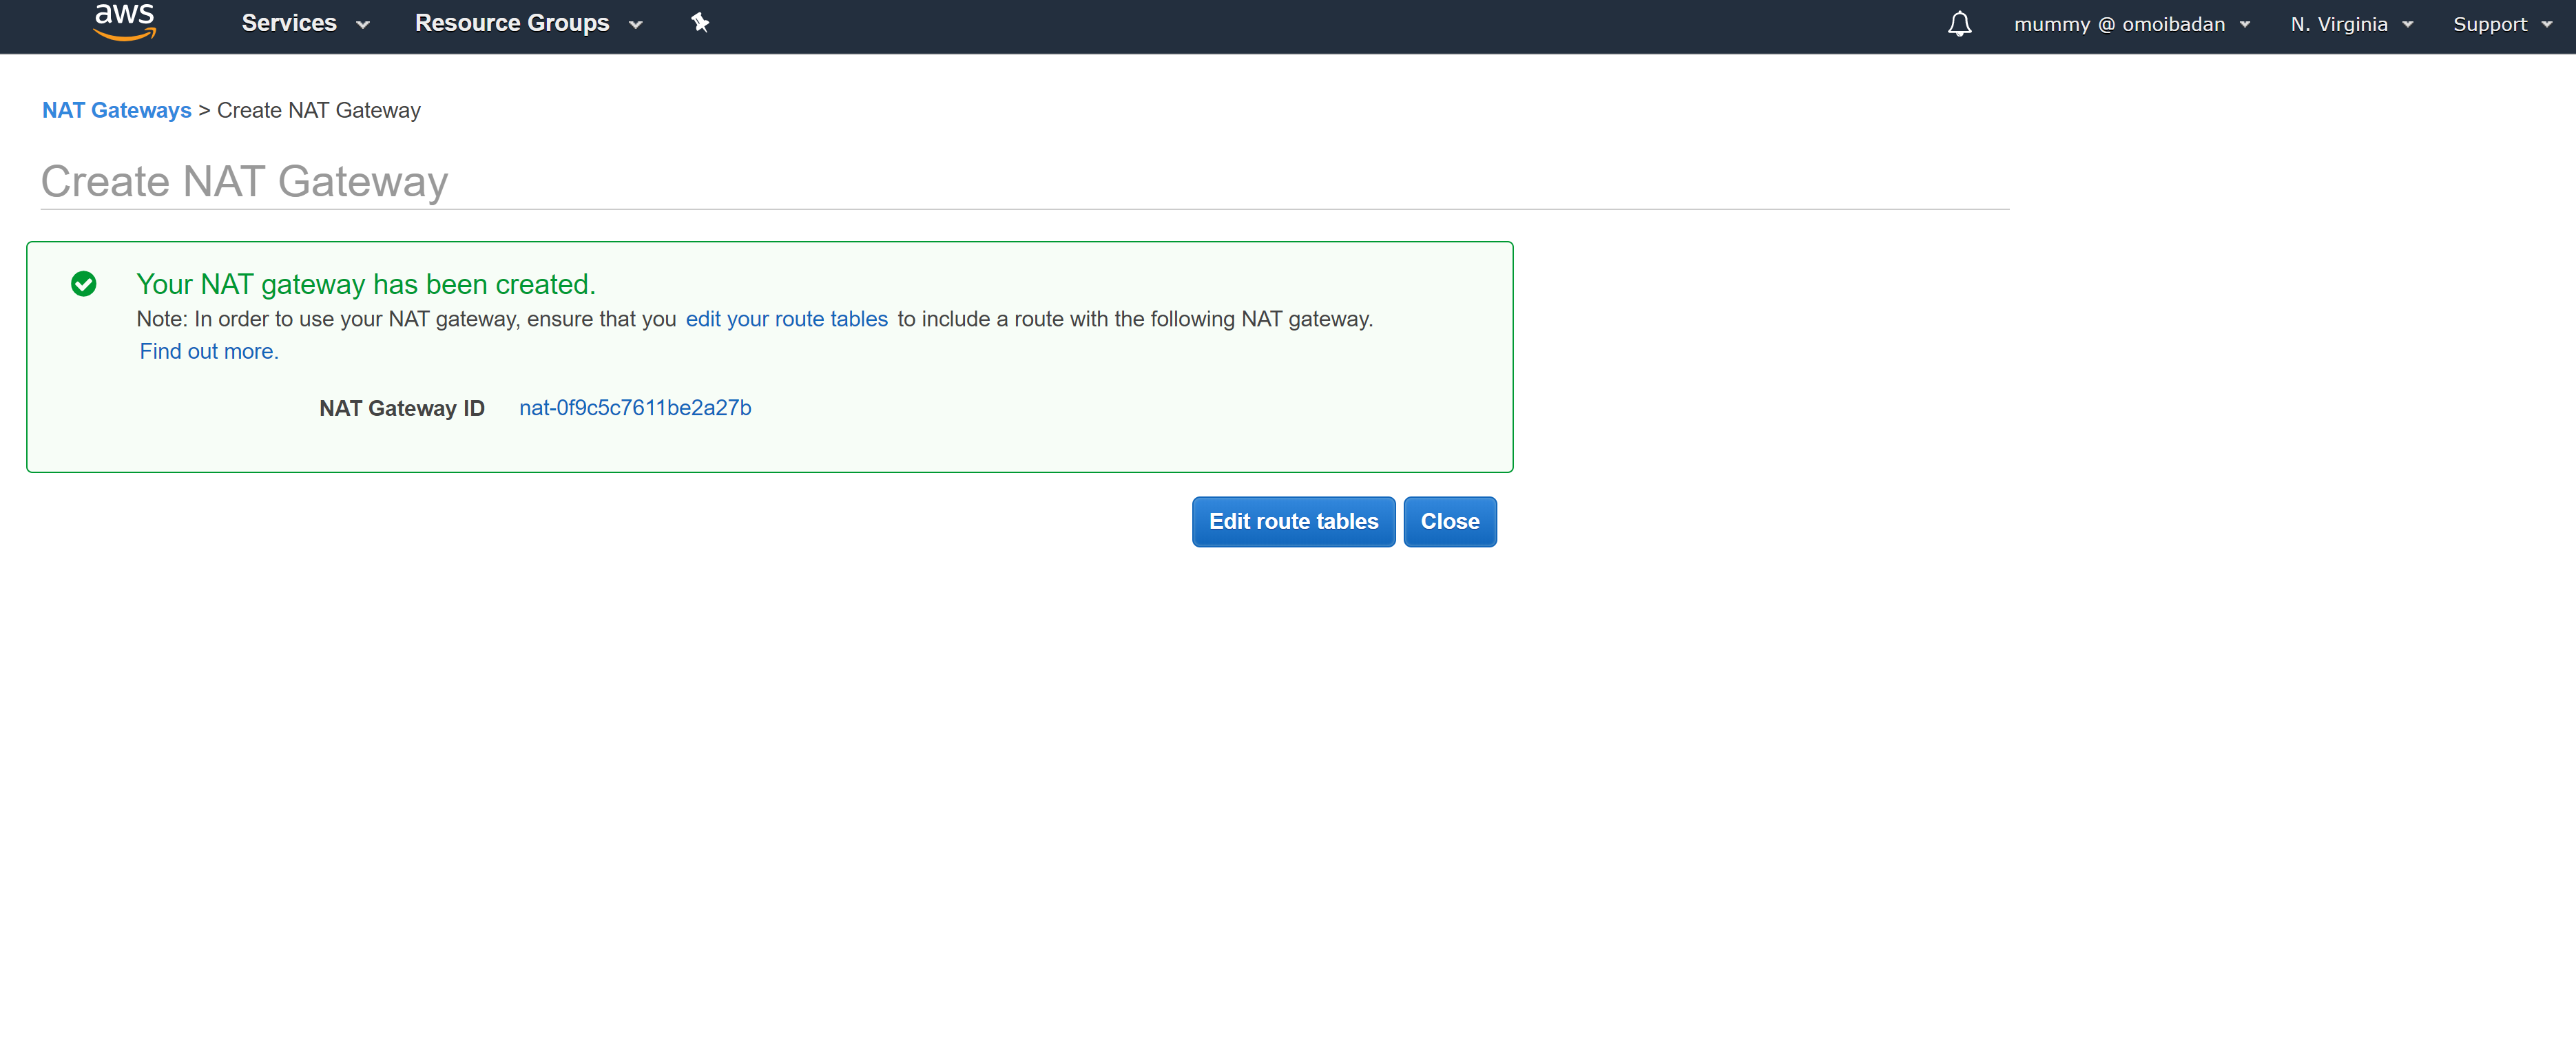 aws Services Resource Groups mummy @ omoibadan N. Virginia Support
NAT Gateways > Create NAT Gateway
Create NAT Gateway
Your NAT gateway has been created.
Note: In order to use your NAT gateway, ensure that you edit your route tables to include a route with the following NAT gateway.
Find out more.
NAT Gateway ID nat-0f9c5c7611be2a27b
Edit route tables Close